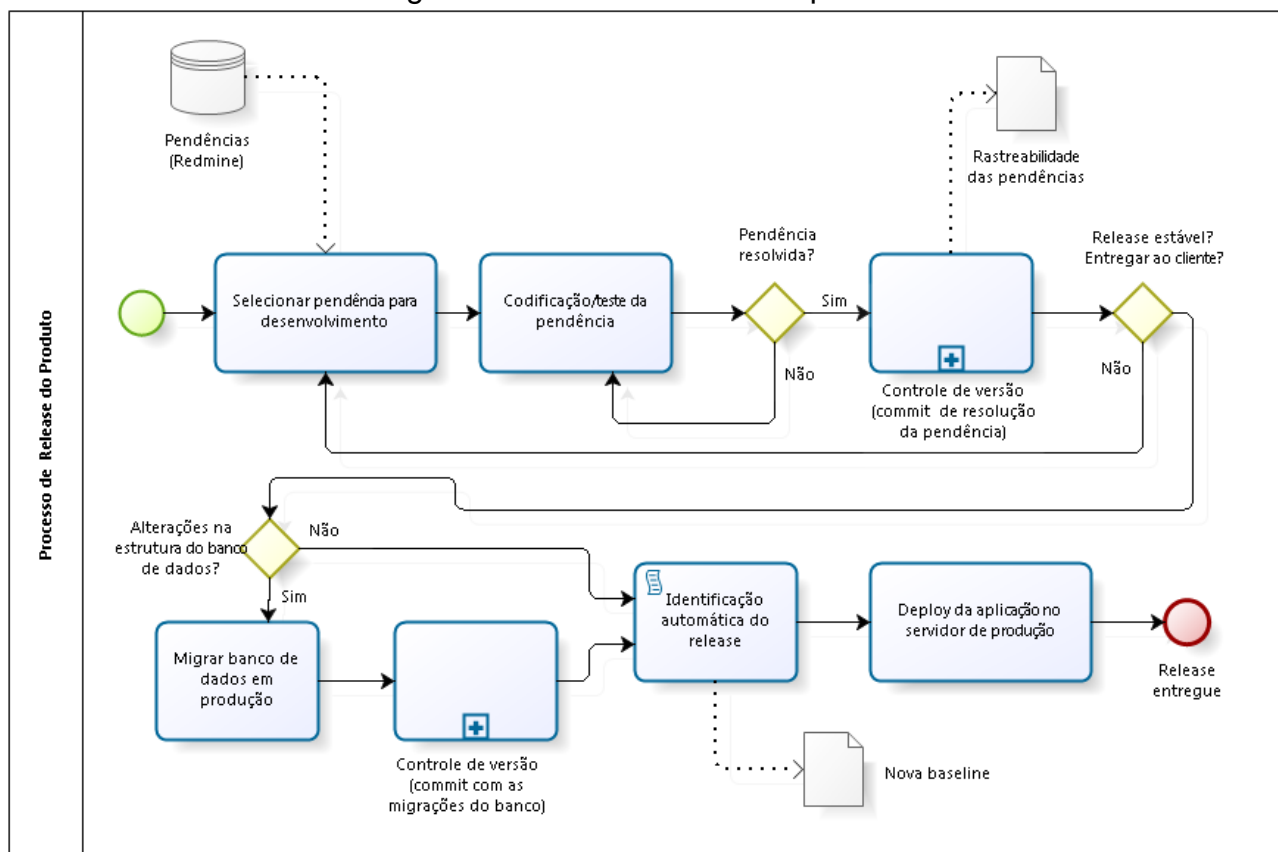 Processo de Release do Produto
Pendências
(Redmine)
Rastreabilidade
das pendências
Selecionar pendência para
desenvolvimento
Codificação/teste da
pendência
Pendência
resolvida?
Sim
Não
Controle de versão
(commit de resolução
da pendência)
Release estável?
Entregar ao cliente?
Não
Alterações na
estrutura do banco
de dados?
Não
Sim
Migrar banco de
dados em
produção
Controle de versão
(commit com as
migrações do banco)
Identificação
automática do
release
Nova baseline
Deploy da aplicação no
servidor de produção
Release
entregue